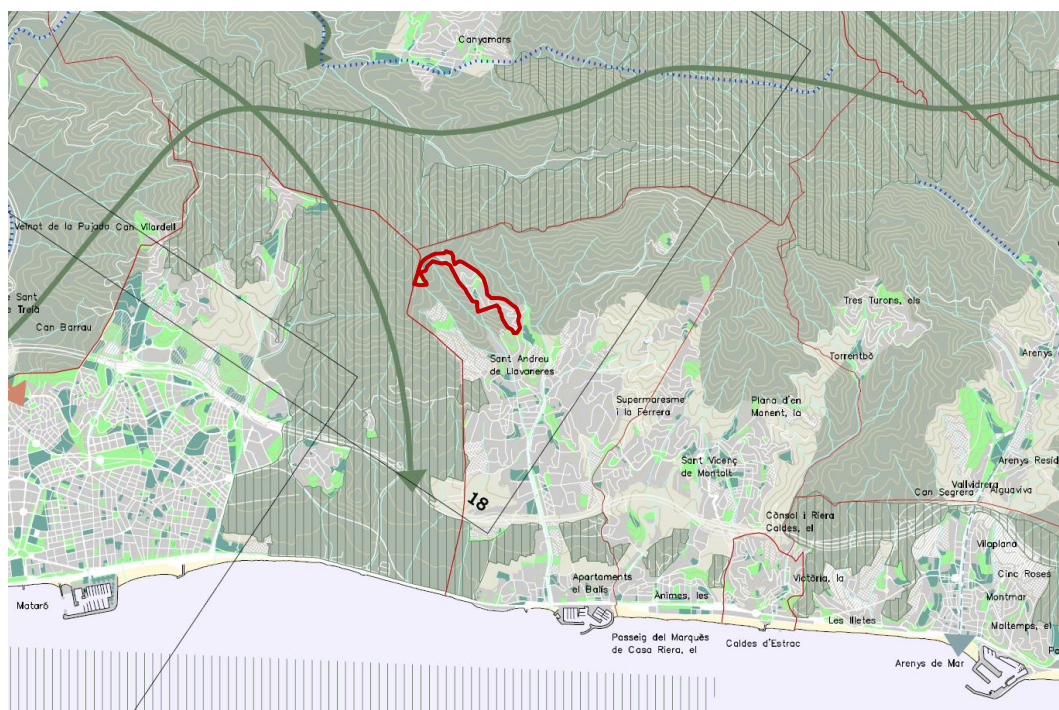 Canyamars
Veïnat de la Pujada
Can Vilardell
e Sant
e Treià
Can Barrau
Tres Turons, els
Torrentbò
Arenys
Sant Andreu
de Llavaneres
Supermaresme
i la Ferrera
Plana d'en
Manent, la
Sant Vicenç
de Montalt
Arenys Resid
Vallvidrera
Can Segrera
Alguaviva
18
Cònsol i Riera
Caldes, el
Vilaplana
Cinc Roses
Apartaments
el Balís
Ànimes, les
Victòria, la
Montmar
Mataró
Les Illetes
Maltemps, el
Passeig del Marquès
de Casa Riera, el
Caldes d'Estrac
Pa
Arenys de Mar